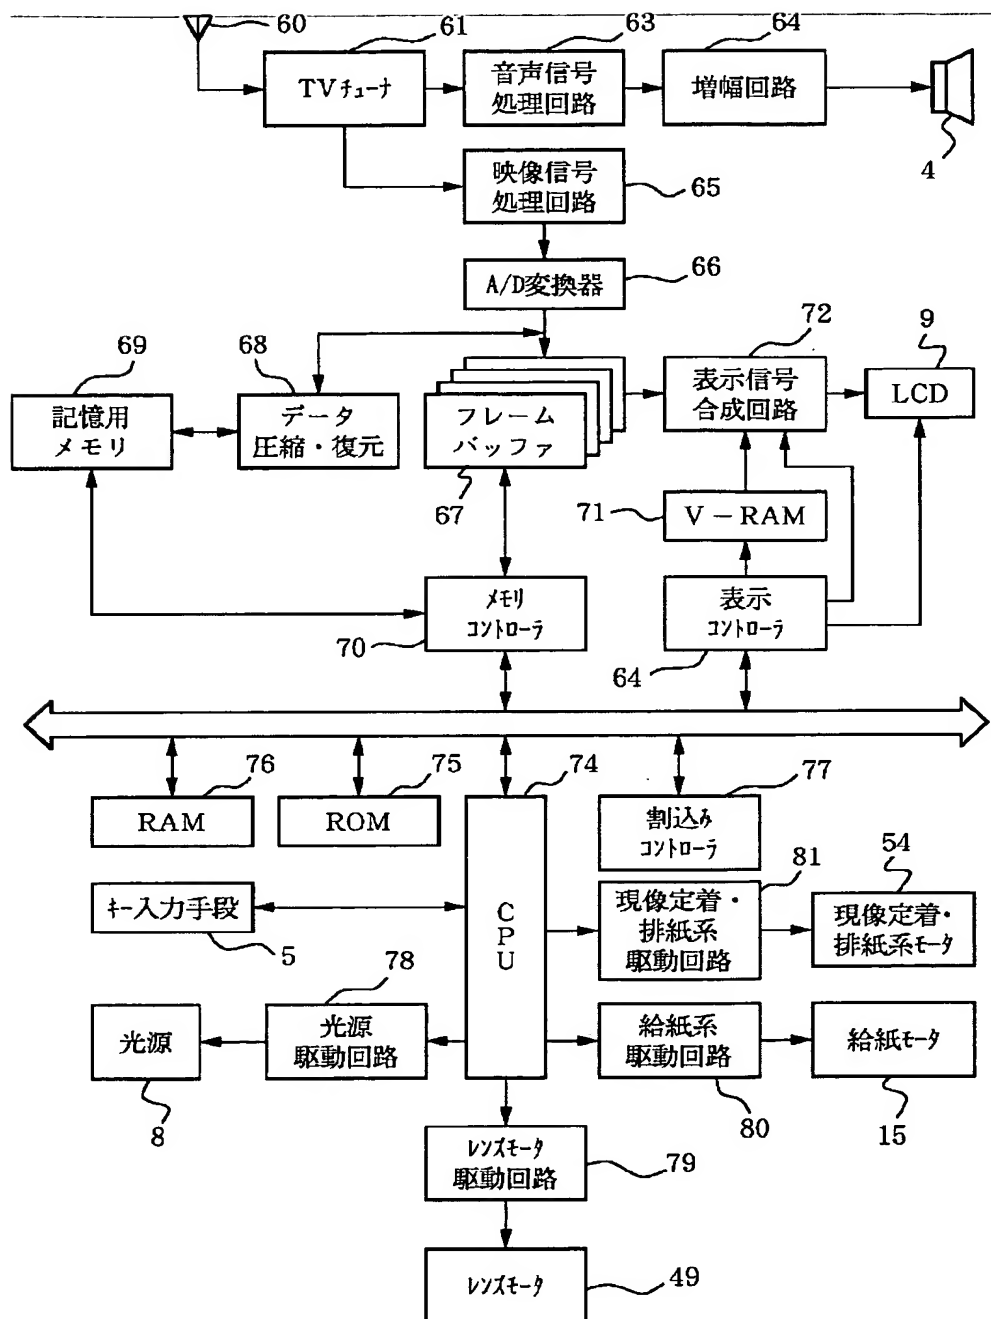 60
61
63
64
TVチューナ
音声信号
処理回路
増幅回路
4
映像信号
処理回路
65
A/D変換器
66
69
68
72
9
記憶用
メモリ
データ
圧縮・復元
フレーム
バッファ
67
表示信号
合成回路
LCD
71
V-RAM
メモリ
コントローラ
70
表示
コントローラ
64
76
75
74
77
RAM
ROM
割込み
コントローラ
キー入力手段
5
CPU
81
54
現像定着・
排紙系
駆動回路
現像定着・
排紙系モータ
78
光源
8
光源
駆動回路
給紙系
駆動回路
80
給紙モータ
15
レンズモータ
駆動回路
79
レンズモータ
49